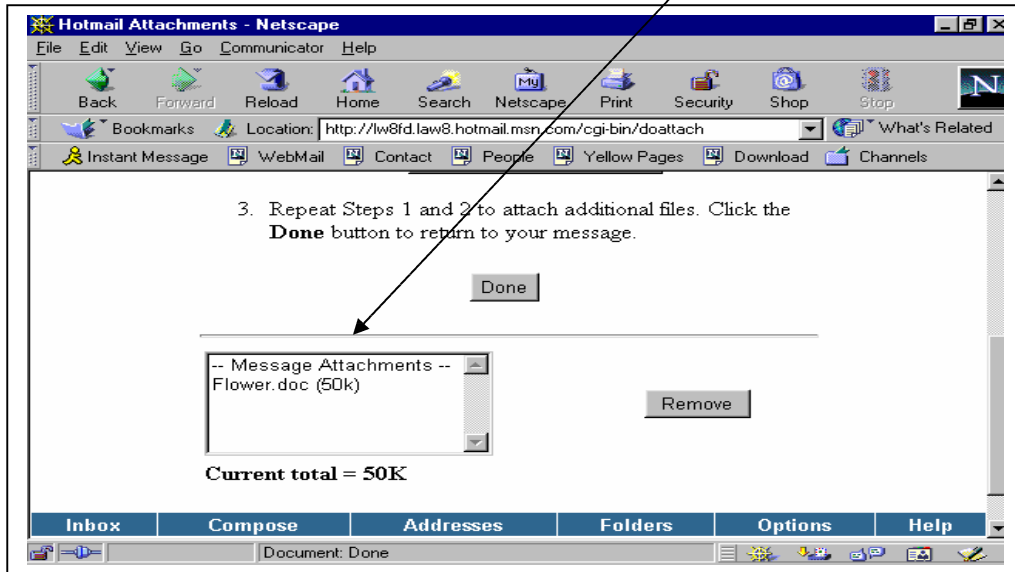 Hotmail Attachments - Netscape
File Edit View Go Communicator Help
Back Forward Reload Home Search Netscape Print Security Shop Stop
Bookmarks Location: http://lw8fd.law8.hotmail.msn.com/cgi-bin/doattach What's Related
Instant Message WebMail Contact People Yellow Pages Download Channels
3. Repeat Steps 1 and 2 to attach additional files. Click the
Done button to return to your message.
Done
-- Message Attachments --
Flower.doc (50k)
Remove
Current total = 50K
Inbox Compose Addresses Folders Options Help
Document: Done